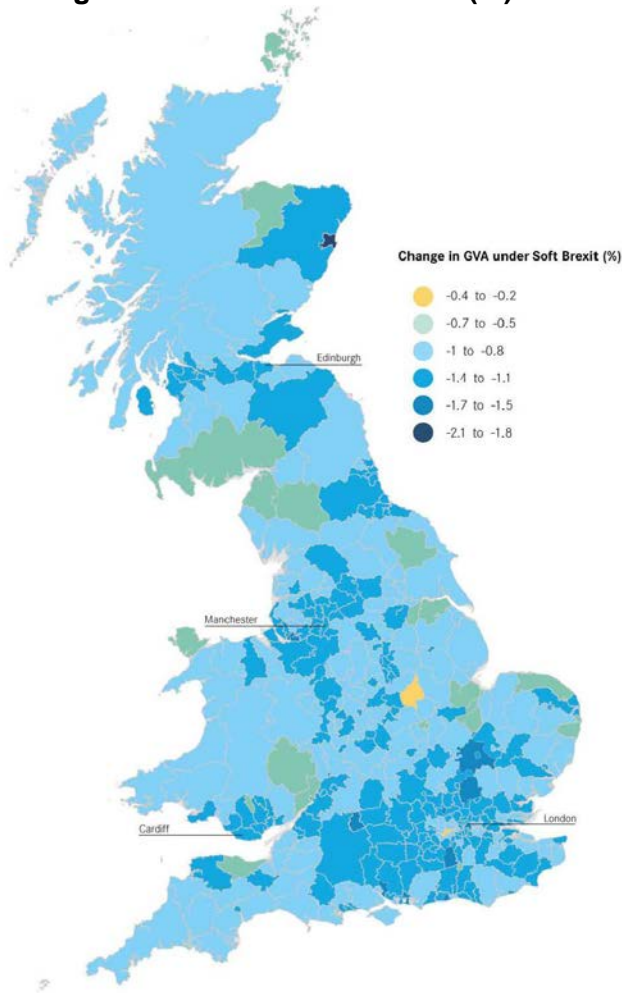 Change in GVA under Soft Brexit (%)
-0.4 to -0.2
-0.7 to -0.5
-1 to -0.8
-1.4 to -1.1
-1.7 to -1.5
-2.1 to -1.8
Edinburgh
Manchester
Cardiff
London